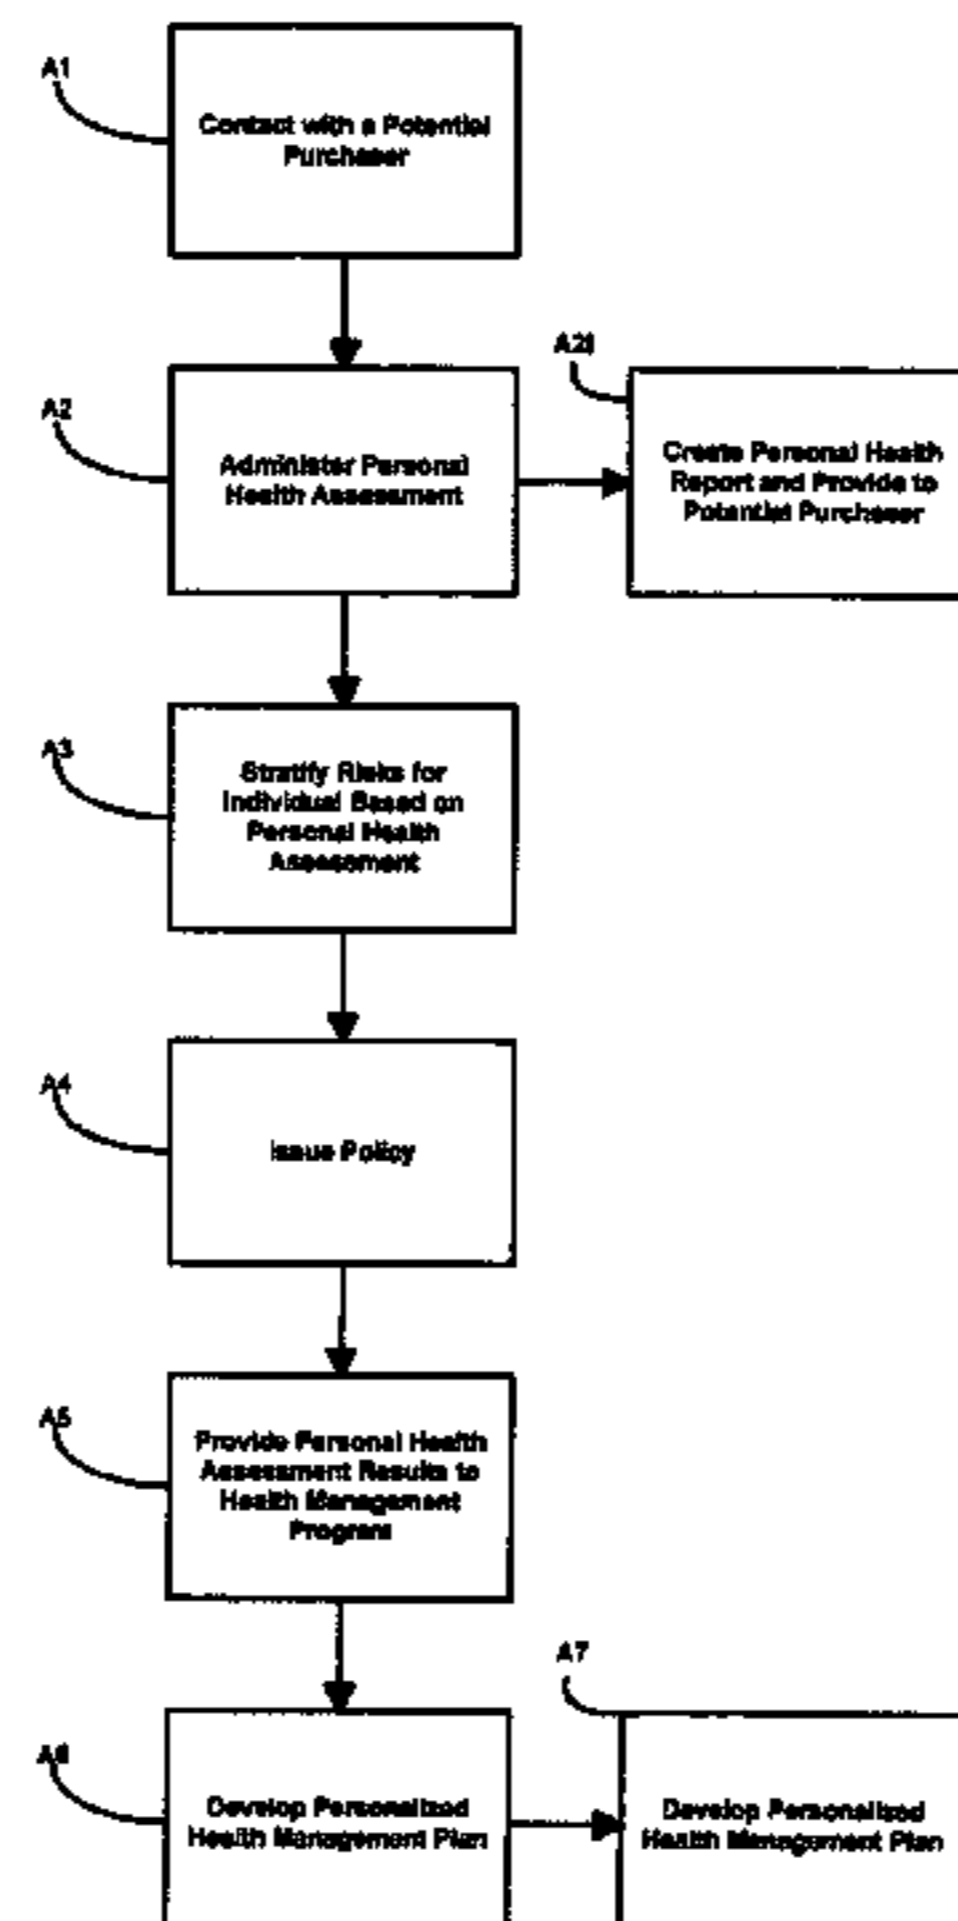 A1
Contact with a Potential
Purchaser
A2
Administer Personal
Health Assessment
A2i
Create Personal Health
Report and Provide to
Potential Purchaser
A3
Stratify Risks for
Individual Based on
Personal Health
Assessment
A4
Issue Policy
A5
Provide Personal Health
Assessment Results to
Health Management
Program
A6
Develop Personalized
Health Management Plan
A7
Develop Personalized
Health Management Plan